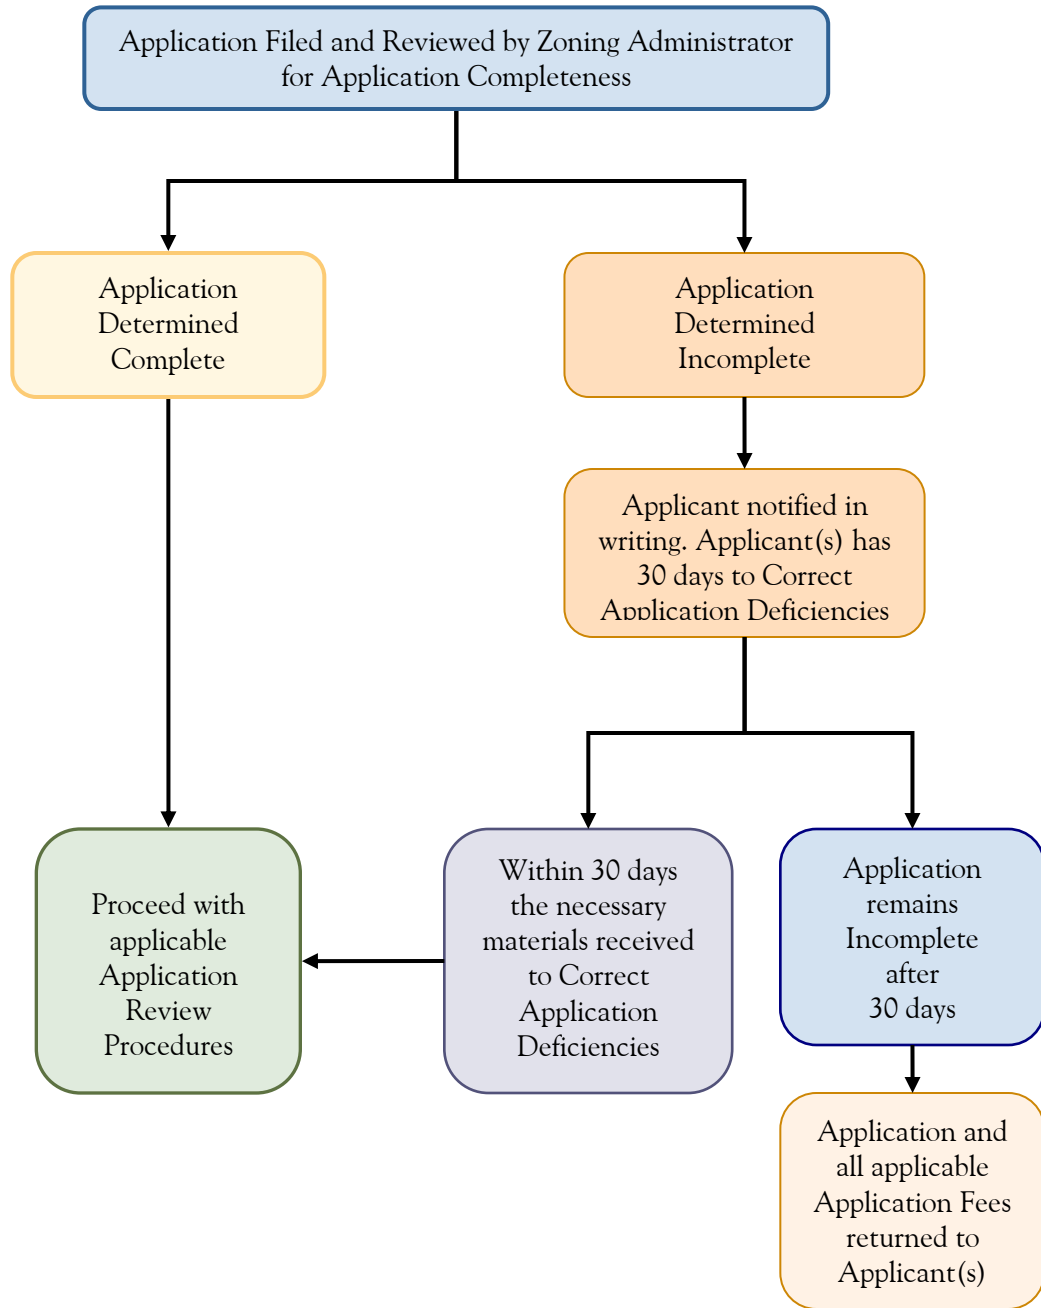 Application Filed and Reviewed by Zoning Administrator
for Application Completeness
Application
Determined
Complete
Application
Determined
Incomplete
Applicant notified in
writing. Applicant(s) has
30 days to Correct
Application Deficiencies
Proceed with
applicable
Application
Review
Procedures
Within 30 days
the necessary
materials received
to Correct
Application
Deficiencies
Application
remains
Incomplete
after
30 days
Application and
all applicable
Application Fees
returned to
Applicant(s)